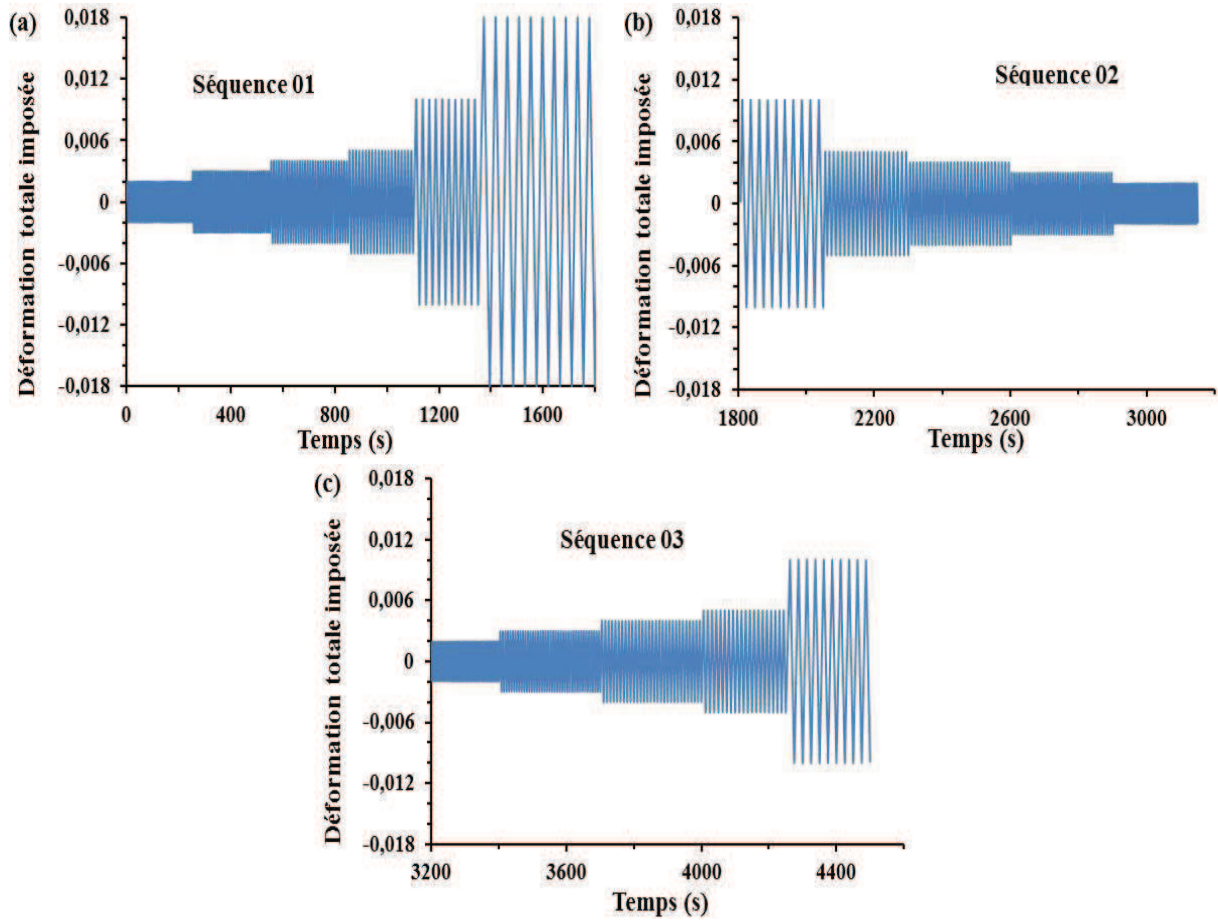 (a)
Déformation totale imposée
0,018
0,012
0,006
0
-0,006
-0,012
-0,018
Séquence 01
0
400
800
1200
1600
Temps (s)
(b)
Déformation totale imposée
0,018
0,012
0,006
0
-0,006
-0,012
-0,018
Séquence 02
1800
2200
2600
3000
Temps (s)
(c)
Déformation totale imposée
0,018
0,012
0,006
0
-0,006
-0,012
-0,018
Séquence 03
3200
3600
4000
4400
Temps (s)